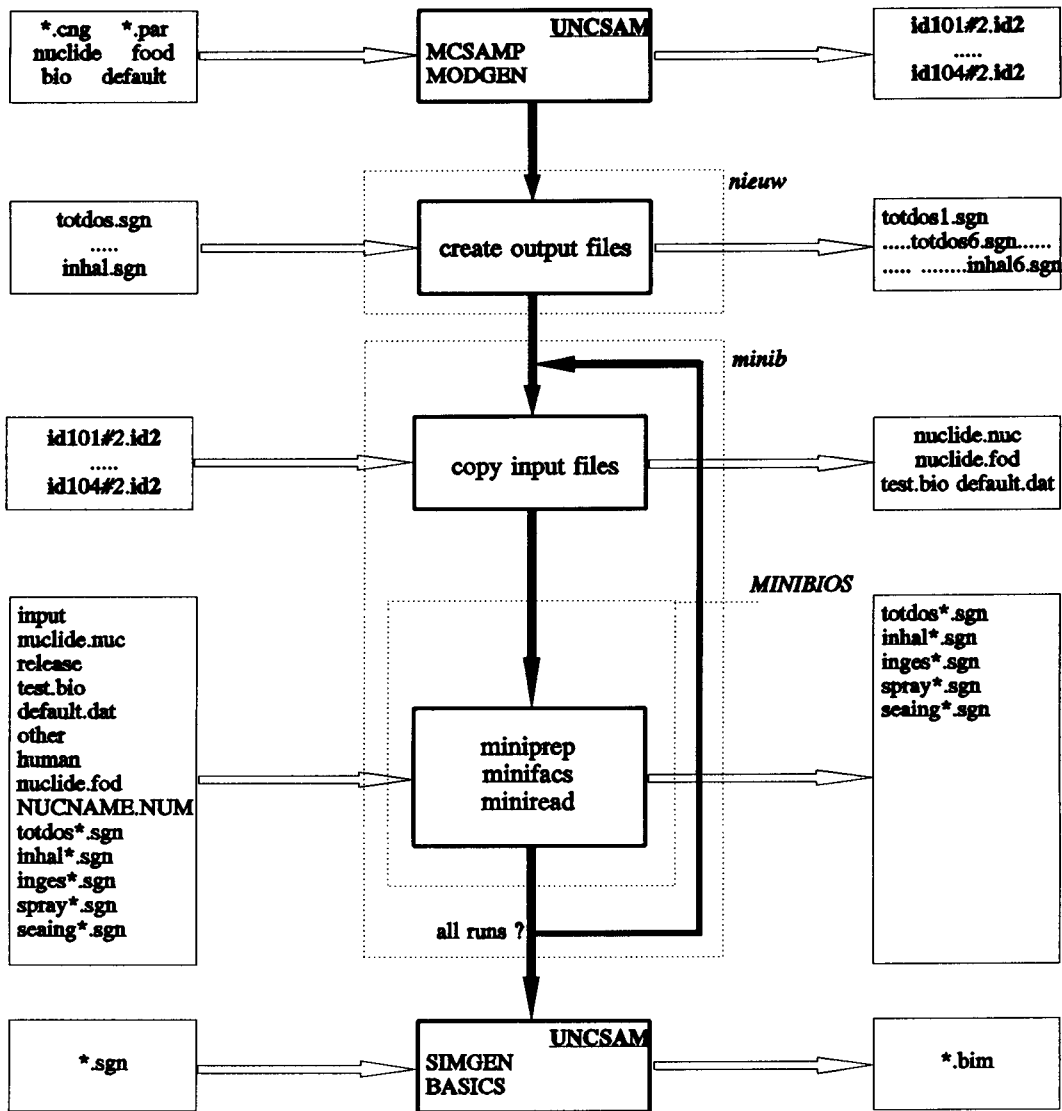 *.cng *.par
nuclide food
bio default
UNCSAM
MCSAMP
MODGEN
id101#2.id2
.....
id104#2.id2
nieuw
totdos.sgn
.....
inhal.sgn
create output files
totdos1.sgn
.....totdos6.sgn......
..... ........inhal6.sgn
minib
id101#2.id2
.....
id104#2.id2
copy input files
nuclide.nuc
nuclide.fod
test.bio default.dat
MINIBIOS
input
nuclide.nuc
release
test.bio
default.dat
other
human
nuclide.fod
NUCNAME.NUM
totdos*.sgn
inhal*.sgn
inges*.sgn
spray*.sgn
seaing*.sgn
miniprep
minifacs
miniread
totdos*.sgn
inhal*.sgn
inges*.sgn
spray*.sgn
seaing*.sgn
all runs ?
*.sgn
UNCSAM
SIMGEN
BASICS
*.bim